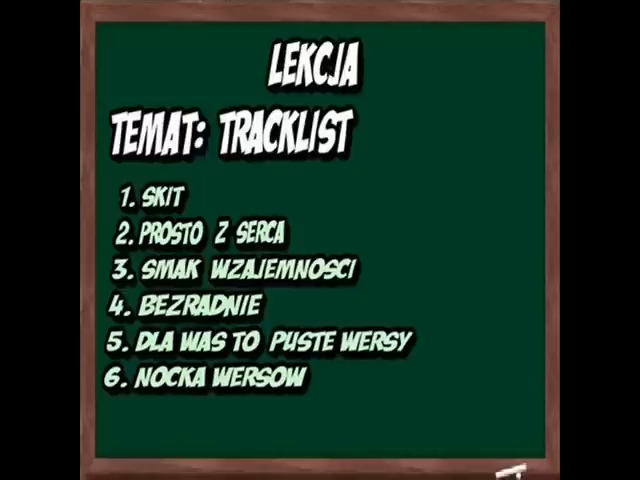 LEKCJA
TEMAT: TRACKLIST
1. SKIT
2. PROSTO Z SERCA
3. SMAK WZAJEMNOSCI
4. BEZRADNIE
5. DLA WAS TO PUSTE WERSY
6. NOCKA WERSOW